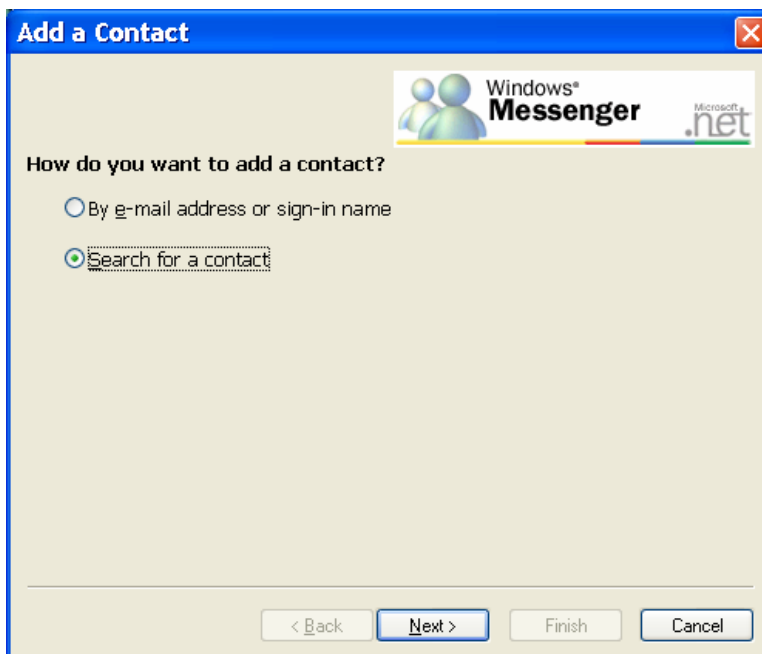 Add a Contact
Windows®
Messenger
Microsoft
.net
How do you want to add a contact?
By e-mail address or sign-in name
Search for a contact
< Back Next > Finish Cancel